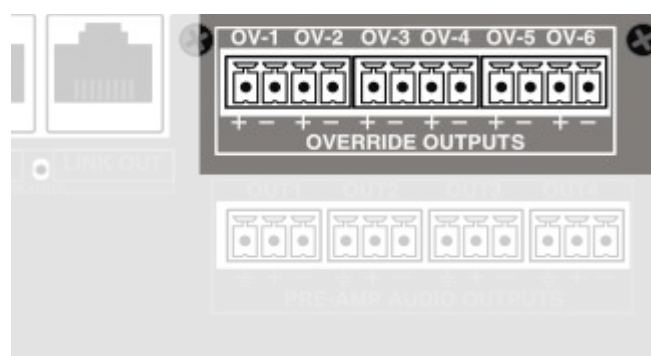 OV-1 OV-2 OV-3 OV-4 OV-5 OV-6
+ − + − + − + − + − + −
OVERRIDE OUTPUTS
LINK OUT
OUT1 OUT2 OUT3 OUT4
⏚ + − ⏚ + − ⏚ + − ⏚ + −
PRE-AMP AUDIO OUTPUTS